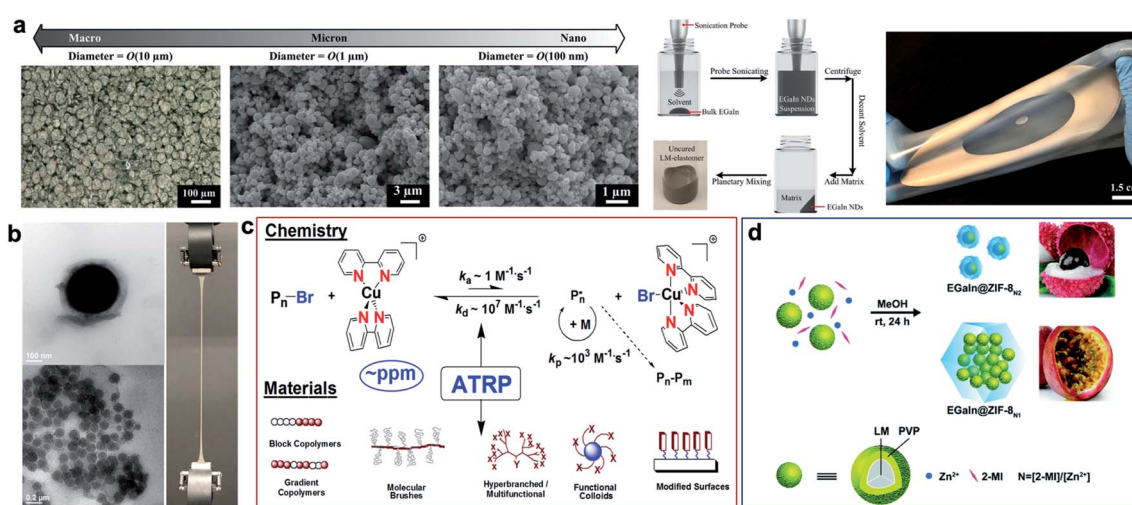 a
Macro Micron Nano
Diameter = O(10 µm) Diameter = O(1 µm) Diameter = O(100 nm)
100 µm
3 µm
1 µm
Sonication Probe
Solvent
Bulk EGaIn
Probe Sonicating
EGaIn NDs
Suspension
Centrifuge
Decant Solvent
Add Matrix
Matrix
EGaIn NDs
Planetary Mixing
Uncured
LM-elastomer
1.5 cm
b
100 nm
0.2 µm
c
Chemistry
Pn–Br + Cu N N N N ⊕
ka ~ 1 M-1·s-1
kd ~ 10⁷ M-1·s-1
Pn• + Br–Cu N N N N ⊕
+ M
kp ~10³ M-1·s-1
Pn–Pm
~ppm
ATRP
Materials
Block Copolymers
Gradient
Copolymers
Molecular
Brushes
X X X X X X X X Y
Hyperbranched /
Multifunctional
X X X X X X
Functional
Colloids
X X X X X
Modified Surfaces
d
MeOH
rt, 24 h
EGaIn@ZIF-8N2
EGaIn@ZIF-8N1
LM PVP
Zn2+ 2-MI N=[2-MI]/[Zn2+]